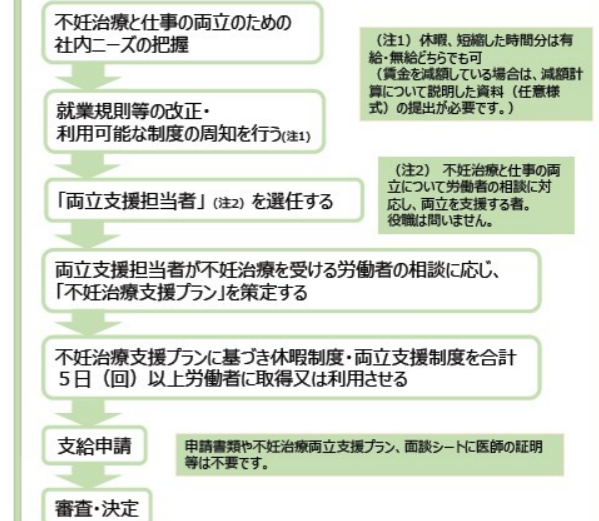 不妊治療と仕事の両立のための
社内ニーズの把握
（注1）休暇、短縮した時間分は有
給・無給どちらでも可
（賃金を減額している場合は、減額計
算について説明した資料（任意様
式）の提出が必要です。）
就業規則等の改正・
利用可能な制度の周知を行う(注1)
「両立支援担当者」(注2) を選任する
（注2） 不妊治療と仕事の両
立について労働者の相談に対
応し、両立を支援する者。
役職は問いません。
両立支援担当者が不妊治療を受ける労働者の相談に応じ、
「不妊治療支援プラン」を策定する
不妊治療支援プランに基づき休暇制度・両立支援制度を合計
５日（回）以上労働者に取得又は利用させる
支給申請
申請書類や不妊治療両立支援プラン、面談シートに医師の証明
等は不要です。
審査・決定